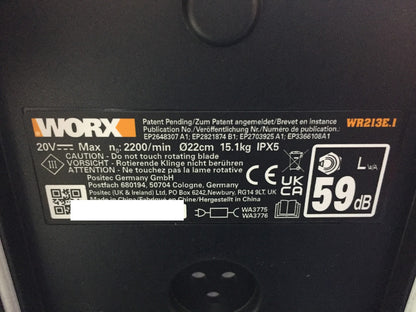 WORX
Patent Pending/Zum Patent angemeldet/Brevet en instance
Publication No./Veröffentlichung Nr./Numéro de publication:
EP2648307 A1; EP2821874 B1; EP2703925 A1; EP3366108A1
WR213E.1
20V Max n₀: 2200/min Ø22cm 15.1kg IPX5
CAUTION - Do not touch rotating blade
VORSICHT - Rotierende Klinge nicht berühren
ATTENTION - Ne touchez pas la lame rotative
Positec Germany GmbH
Postfach 680194, 50704 Cologne, Germany
Positec (UK & Ireland) Ltd, PO Box 6242,Newbury, RG14 9LT, UK
Made in China/Fabriqué en Chine/Hergestellt in China
WA3775
WA3776
CE
UK
CA
LWA
59 dB